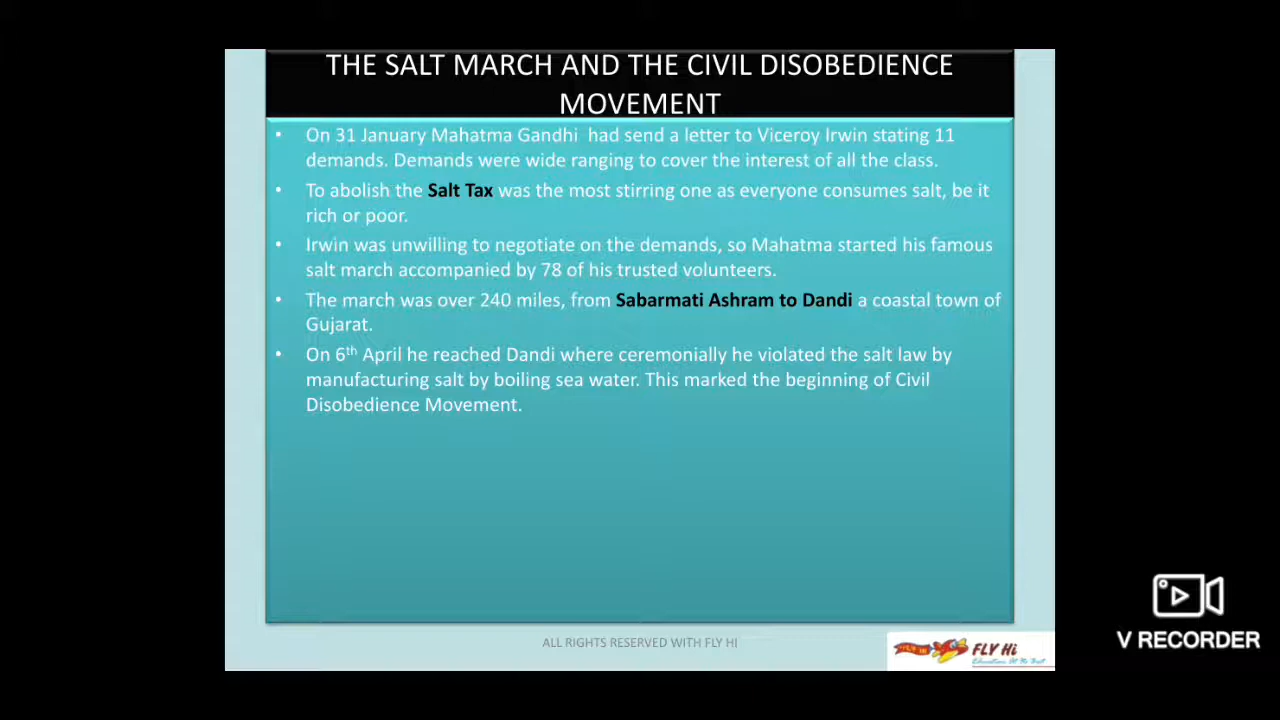 THE SALT MARCH AND THE CIVIL DISOBEDIENCE
MOVEMENT
• On 31 January Mahatma Gandhi had send a letter to Viceroy Irwin stating 11
demands. Demands were wide ranging to cover the interest of all the class.
• To abolish the Salt Tax was the most stirring one as everyone consumes salt, be it
rich or poor.
• Irwin was unwilling to negotiate on the demands, so Mahatma started his famous
salt march accompanied by 78 of his trusted volunteers.
• The march was over 240 miles, from Sabarmati Ashram to Dandi a coastal town of
Gujarat.
• On 6th April he reached Dandi where ceremonially he violated the salt law by
manufacturing salt by boiling sea water. This marked the beginning of Civil
Disobedience Movement.
ALL RIGHTS RESERVED WITH FLY HI
FLY Hi
V RECORDER